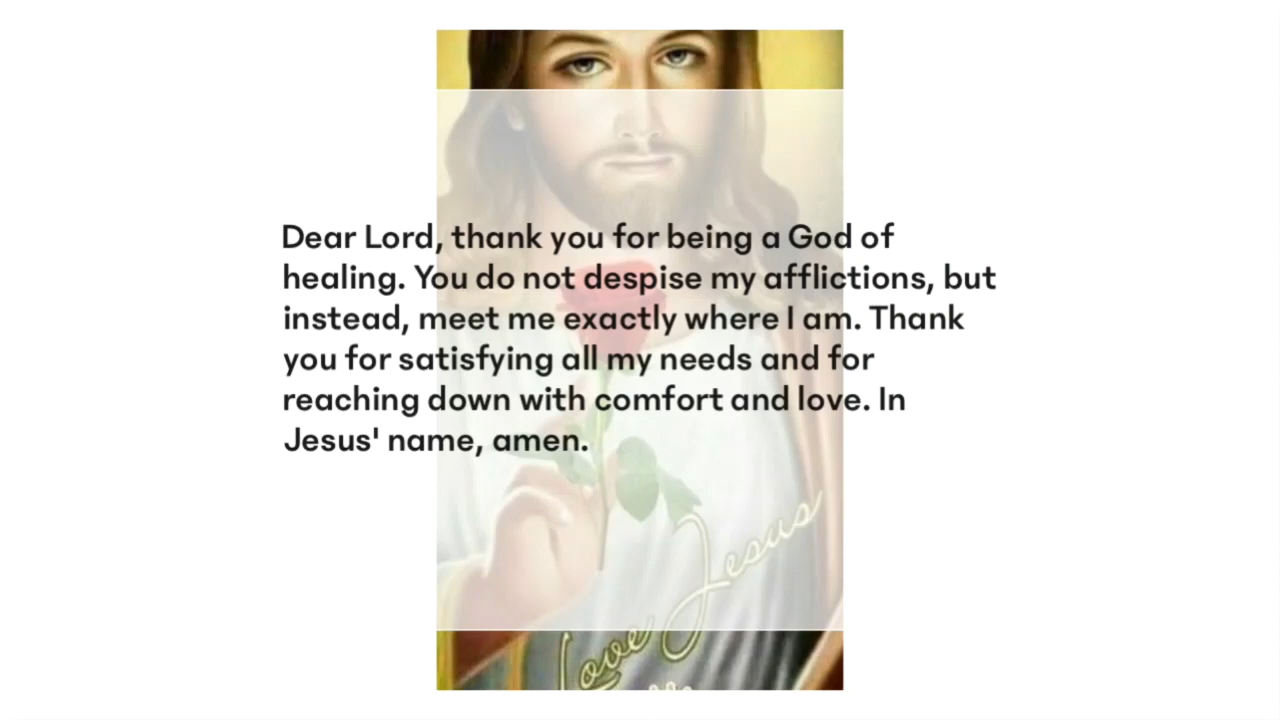 Dear Lord, thank you for being a God of
healing. You do not despise my afflictions, but
instead, meet me exactly where I am. Thank
you for satisfying all my needs and for
reaching down with comfort and love. In
Jesus' name, amen.
Love Jesus